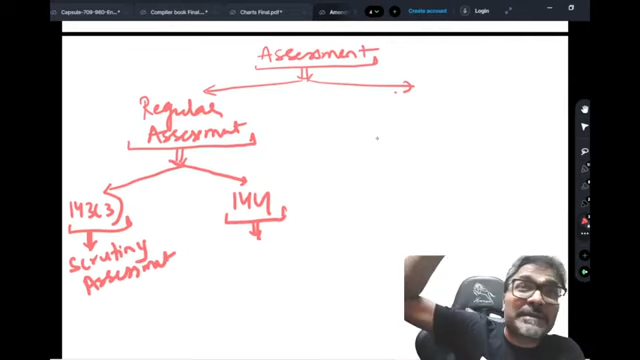 Capsule-709-960-En...
Compiler book Final...
Charts Final.pdf*
Create account
Login
Assessment
Regular
Assessment
143(3)
144
Scrutiny
Assessment